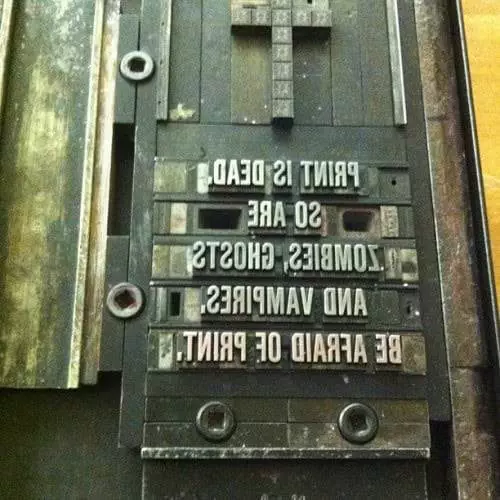 PRINT IS DEAD.
SO ARE
ZOMBIES, GHOSTS
AND VAMPIRES.
BE AFRAID OF PRINT.